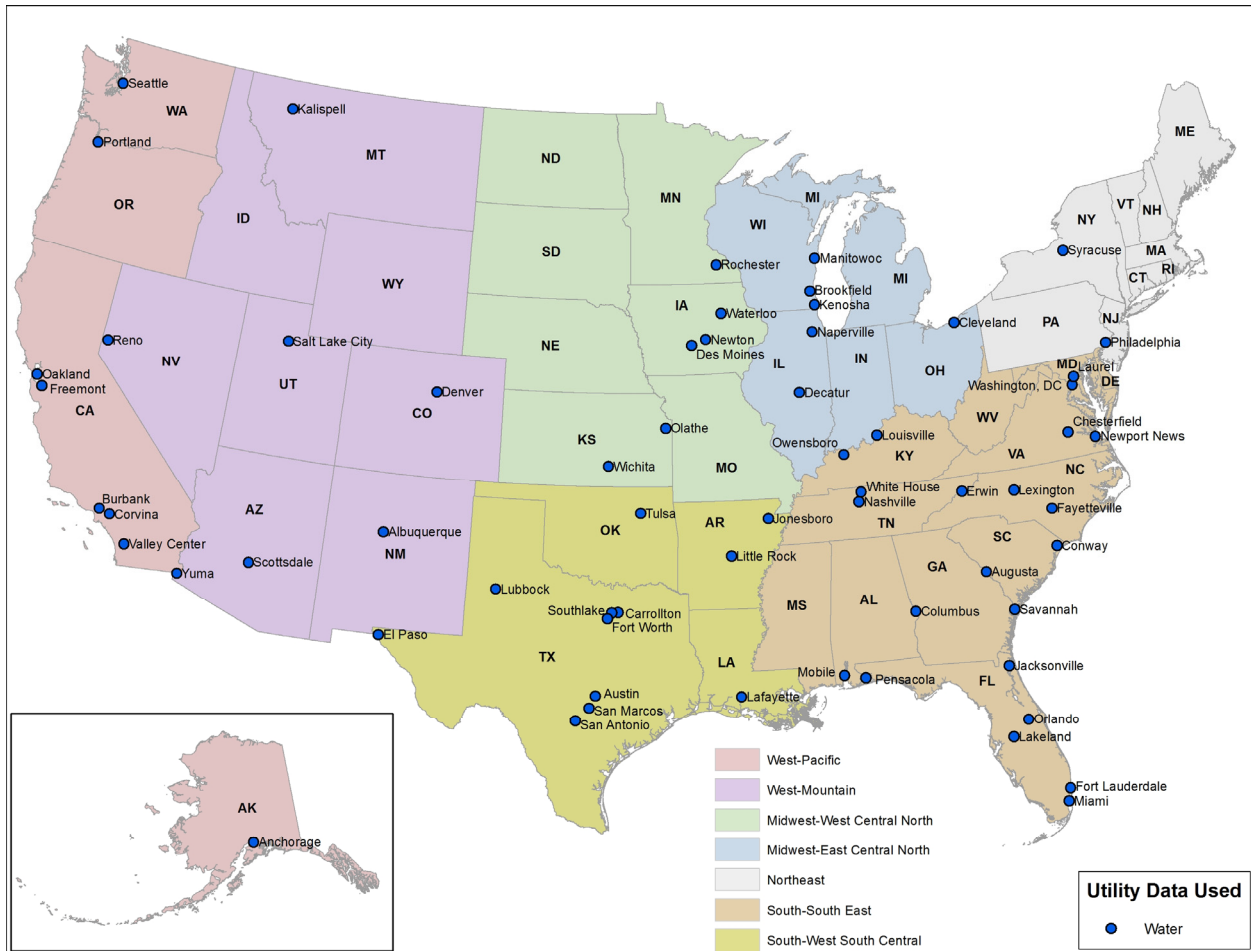 Seattle
WA
Portland
OR
Kalispell
MT
ID
WY
ND
SD
NE
MN
Rochester
IA
Waterloo
Newton
Des Moines
WI
MI
Manitowoc
Brookfield
Kenosha
Naperville
MI
IL
IN
OH
Decatur
Cleveland
ME
VT
NH
NY
Syracuse
MA
CT
RI
PA
NJ
Philadelphia
MD
Laurel
Washington, DC
DE
Reno
NV
Salt Lake City
UT
Oakland
Freemont
CA
Denver
CO
KS
Olathe
Wichita
MO
Owensboro
Louisville
KY
WV
Chesterfield
Newport News
VA
NC
Burbank
Corvina
Valley Center
Yuma
AZ
Scottsdale
Albuquerque
NM
OK
Tulsa
AR
Jonesboro
Little Rock
White House
Nashville
TN
Erwin
Lexington
Fayetteville
SC
Conway
GA
Augusta
Columbus
Savannah
MS
AL
Lubbock
Southlake
Carrollton
Fort Worth
El Paso
TX
LA
Austin
San Marcos
San Antonio
Lafayette
Mobile
Pensacola
FL
Jacksonville
Orlando
Lakeland
Fort Lauderdale
Miami
AK
Anchorage
West-Pacific
West-Mountain
Midwest-West Central North
Midwest-East Central North
Northeast
South-South East
South-West South Central
Utility Data Used
Water